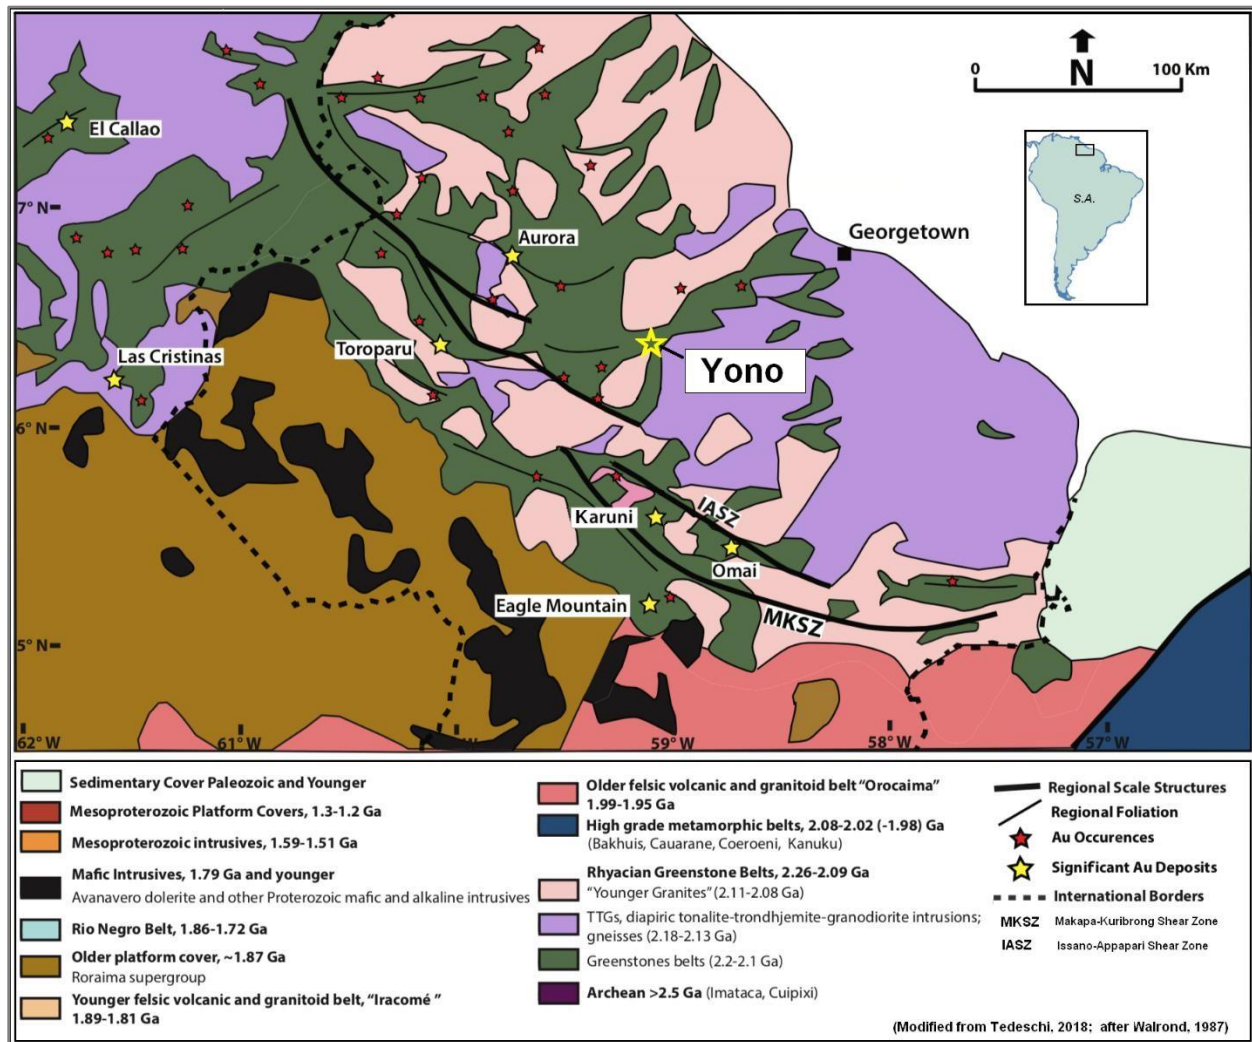 0 100 Km
N
El Callao
S.A.
7° N
Georgetown
Aurora
Las Cristinas
Toroparu
Yono
6° N
IASZ
Karuni
Omai
Eagle Mountain
MKSZ
5° N
62° W 61° W 59° W 58° W 57° W
Sedimentary Cover Paleozoic and Younger
Mesoproterozoic Platform Covers, 1.3-1.2 Ga
Mesoproterozoic intrusives, 1.59-1.51 Ga
Mafic Intrusives, 1.79 Ga and younger
Avanavero dolerite and other Proterozoic mafic and alkaline intrusives
Rio Negro Belt, 1.86-1.72 Ga
Older platform cover, ~1.87 Ga
Roraima supergroup
Younger felsic volcanic and granitoid belt, “Iracomé ”
1.89-1.81 Ga
Older felsic volcanic and granitoid belt “Orocaima”
1.99-1.95 Ga
High grade metamorphic belts, 2.08-2.02 (-1.98) Ga
(Bakhuis, Cauarane, Coeroeni, Kanuku)
Rhyacian Greenstone Belts, 2.26-2.09 Ga
“Younger Granites” (2.11-2.08 Ga)
TTGs, diapiric tonalite-trondhjemite-granodiorite intrusions;
gneisses (2.18-2.13 Ga)
Greenstones belts (2.2-2.1 Ga)
Archean >2.5 Ga (Imataca, Cuipixi)
Regional Scale Structures
Regional Foliation
Au Occurences
Significant Au Deposits
International Borders
MKSZ Makapa-Kuribrong Shear Zone
IASZ Issano-Appapari Shear Zone
(Modified from Tedeschi, 2018; after Walrond, 1987)